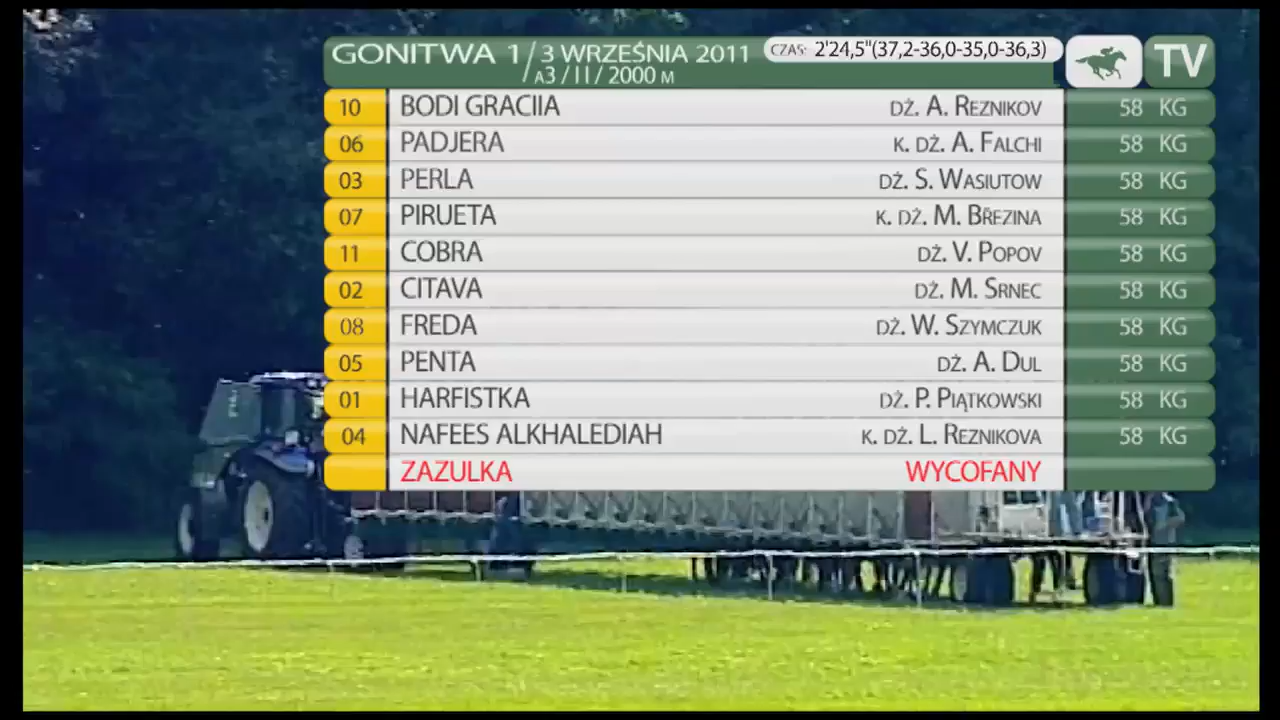 GONITWA 1 / 3 WRZEŚNIA 2011 CZAS: 2'24,5"(37,2-36,0-35,0-36,3) TV
A3 / II / 2000 M
10 BODI GRACIIA DŻ. A. REZNIKOV 58 KG
06 PADJERA K. DŻ. A. FALCHI 58 KG
03 PERLA DŻ. S. WASIUTOW 58 KG
07 PIRUETA K. DŻ. M. BŘEZINA 58 KG
11 COBRA DŻ. V. POPOV 58 KG
02 CITAVA DŻ. M. SRNEC 58 KG
08 FREDA DŻ. W. SZYMCZUK 58 KG
05 PENTA DŻ. A. DUL 58 KG
01 HARFISTKA DŻ. P. PIĄTKOWSKI 58 KG
04 NAFEES ALKHALEDIAH K. DŻ. L. REZNIKOVA 58 KG
ZAZULKA WYCOFANY